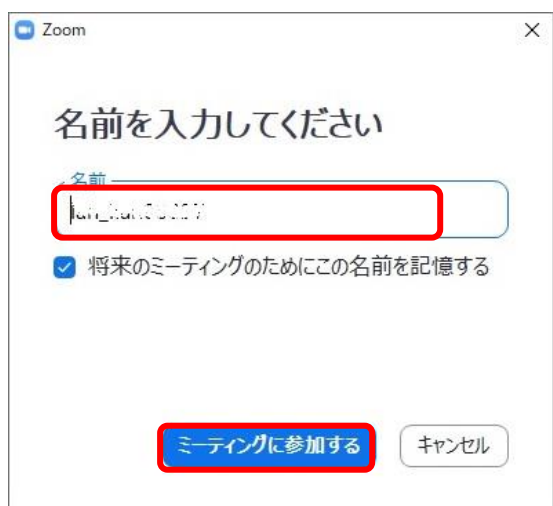 Zoom
名前を入力してください
名前
将来のミーティングのためにこの名前を記憶する
ミーティングに参加する
キャンセル